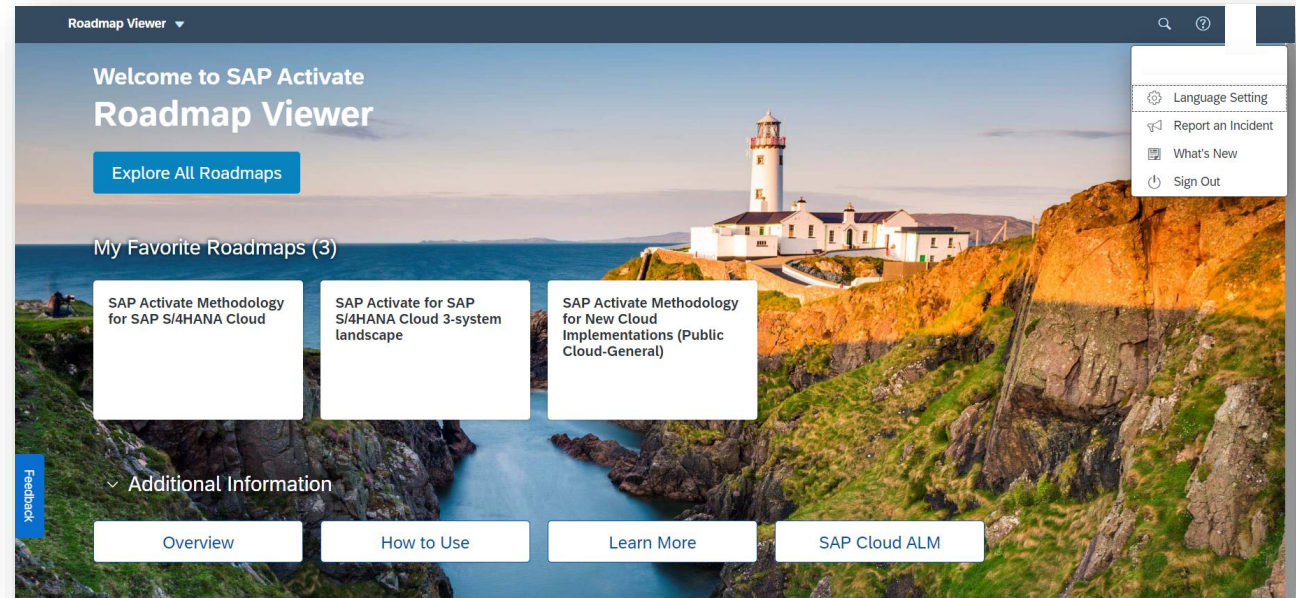 Roadmap Viewer
Welcome to SAP Activate
Roadmap Viewer
Explore All Roadmaps
Language Setting
Report an Incident
What's New
Sign Out
My Favorite Roadmaps (3)
SAP Activate Methodology
for SAP S/4HANA Cloud
SAP Activate for SAP
S/4HANA Cloud 3-system
landscape
SAP Activate Methodology
for New Cloud
Implementations (Public
Cloud-General)
Feedback
Additional Information
Overview
How to Use
Learn More
SAP Cloud ALM